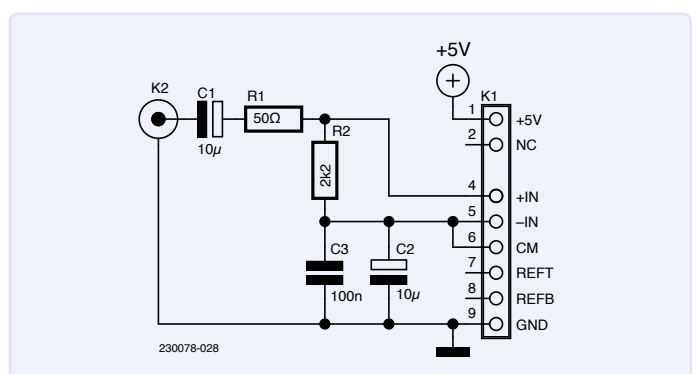 +5V
K2
C1
R1
K1
50Ω
10µ
R2
2k2
1
+5V
2
NC
4
+IN
5
–IN
6
CM
7
REFT
8
REFB
9
GND
C3
100n
C2
10µ
230078-028